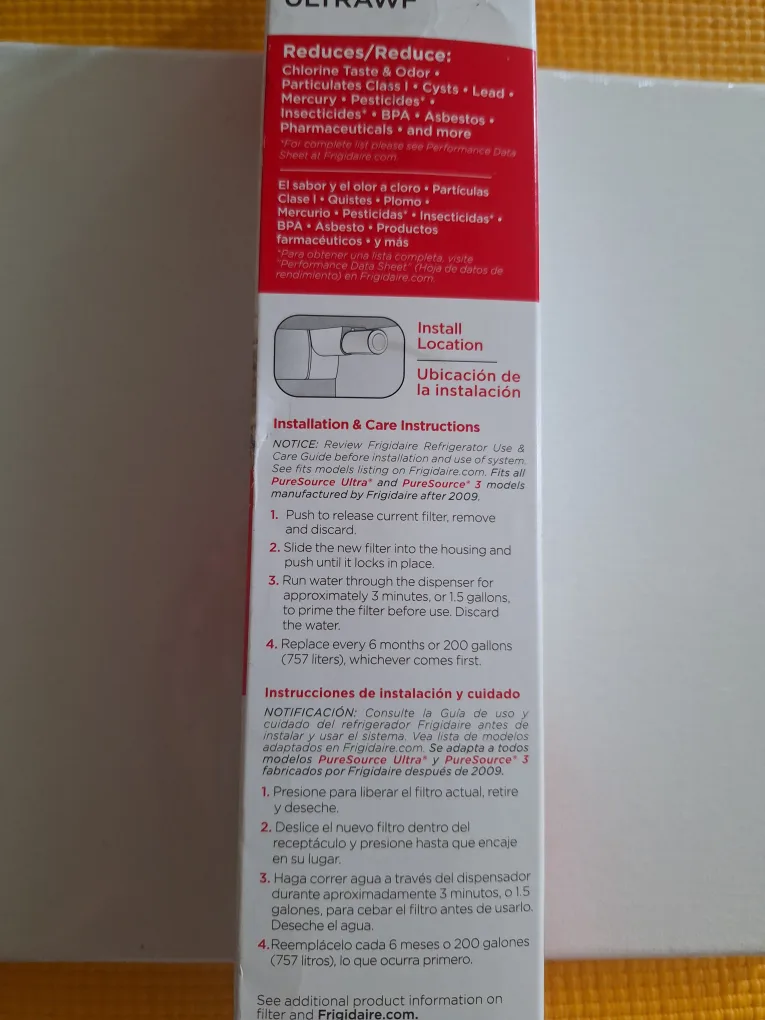 ULTRAWF
Reduces/Reduce:
Chlorine Taste & Odor •
Particulates Class I • Cysts • Lead •
Mercury • Pesticides* •
Insecticides* • BPA • Asbestos •
Pharmaceuticals • and more
*For complete list please see Performance Data
Sheet at Frigidaire.com.
El sabor y el olor a cloro • Partículas
Clase I • Quistes • Plomo •
Mercurio • Pesticidas* • Insecticidas* •
BPA • Asbesto • Productos
farmacéuticos • y más
*Para obtener una lista completa, visite
"Performance Data Sheet" (Hoja de datos de
rendimiento) en Frigidaire.com.
Install
Location
Ubicación de
la instalación
Installation & Care Instructions
NOTICE: Review Frigidaire Refrigerator Use &
Care Guide before installation and use of system.
See fits models listing on Frigidaire.com. Fits all
PureSource Ultra® and PureSource® 3 models
manufactured by Frigidaire after 2009.
1. Push to release current filter, remove
and discard.
2. Slide the new filter into the housing and
push until it locks in place.
3. Run water through the dispenser for
approximately 3 minutes, or 1.5 gallons,
to prime the filter before use. Discard
the water.
4. Replace every 6 months or 200 gallons
(757 liters), whichever comes first.
Instrucciones de instalación y cuidado
NOTIFICACIÓN: Consulte la Guía de uso y
cuidado del refrigerador Frigidaire antes de
instalar y usar el sistema. Vea lista de modelos
adaptados en Frigidaire.com. Se adapta a todos
modelos PureSource Ultra® y PureSource® 3
fabricados por Frigidaire después de 2009.
1. Presione para liberar el filtro actual, retire
y deseche.
2. Deslice el nuevo filtro dentro del
receptáculo y presione hasta que encaje
en su lugar.
3. Haga correr agua a través del dispensador
durante aproximadamente 3 minutos, o 1.5
galones, para cebar el filtro antes de usarlo.
Deseche el agua.
4. Reemplácelo cada 6 meses o 200 galones
(757 litros), lo que ocurra primero.
See additional product information on
filter and Frigidaire.com.